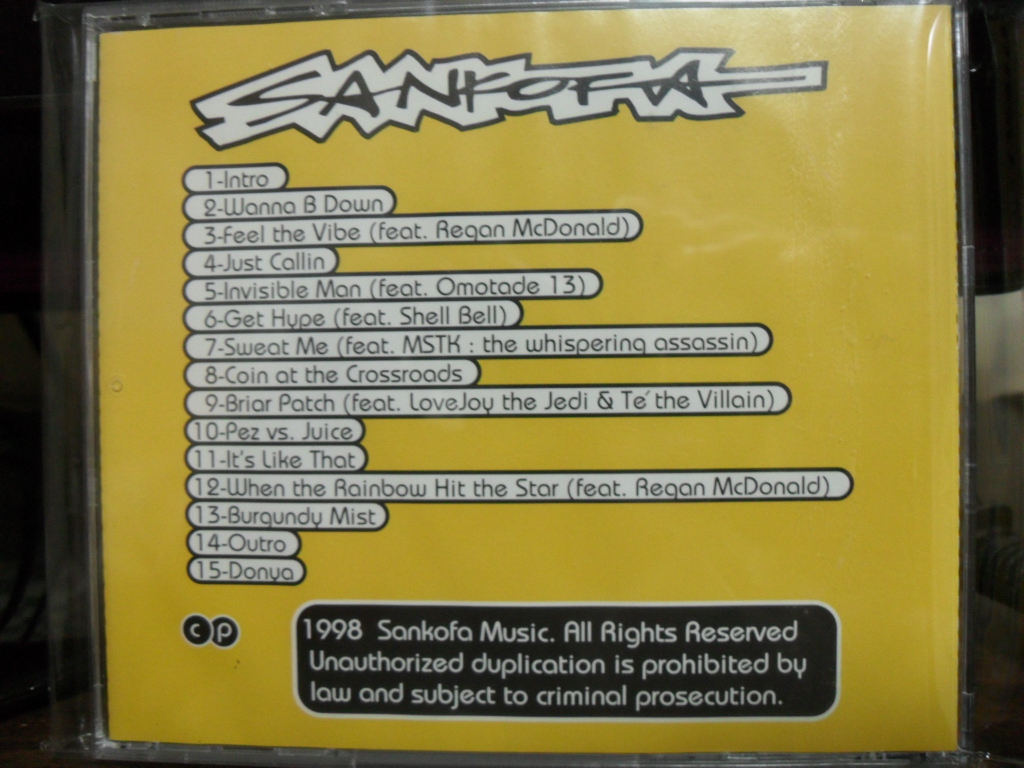 SANKOFA
1-Intro
2-Wanna B Down
3-Feel the Vibe (feat. Regan McDonald)
4-Just Callin
5-Invisible Man (feat. Omotade 13)
6-Get Hype (feat. Shell Bell)
7-Sweat Me (feat. MSTK : the whispering assassin)
8-Coin at the Crossroads
9-Briar Patch (feat. LoveJoy the Jedi & Te´ the Villain)
10-Pez vs. Juice
11-It's Like That
12-When the Rainbow Hit the Star (feat. Regan McDonald)
13-Burgundy Mist
14-Outro
15-Donya
c p
1998 Sankofa Music. All Rights Reserved
Unauthorized duplication is prohibited by
law and subject to criminal prosecution.